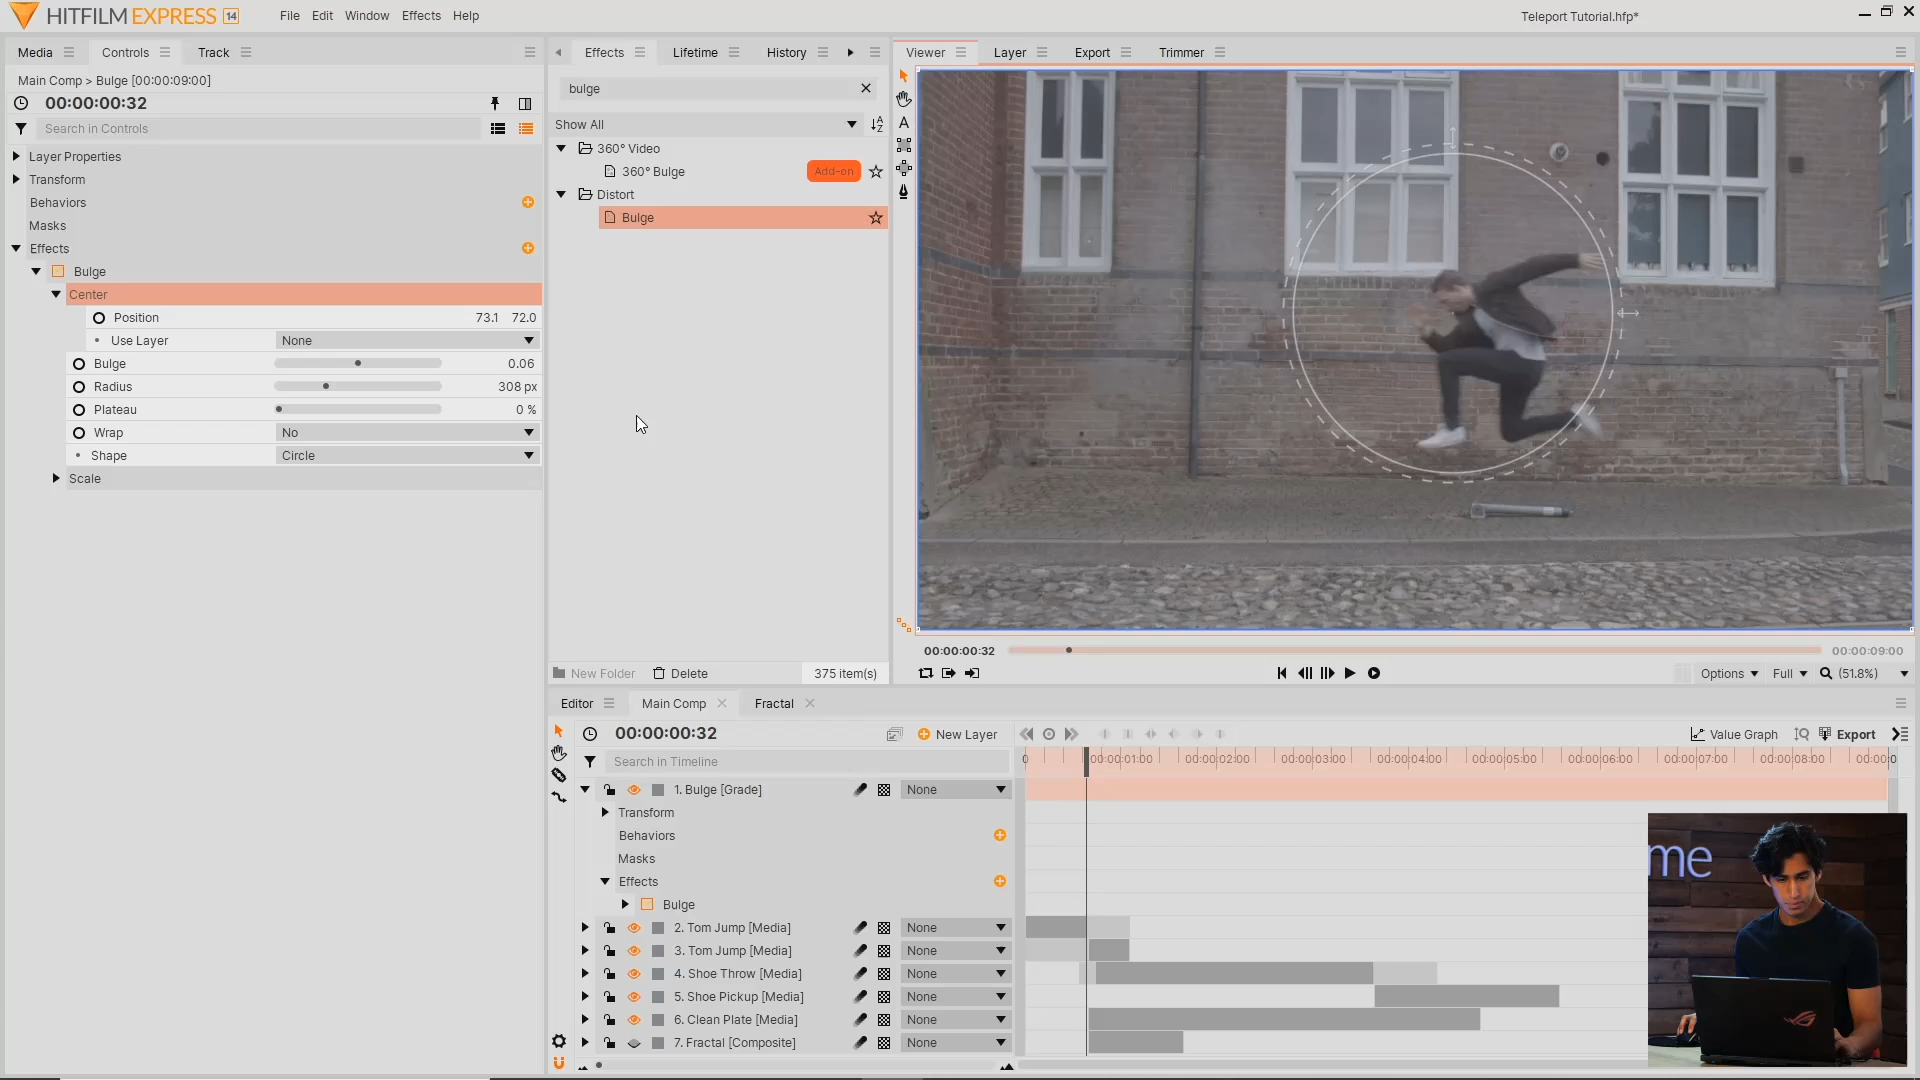 HITFILM EXPRESS 14
File Edit Window Effects Help
Teleport Tutorial.hfp*
Media Controls Track
Main Comp > Bulge [00:00:09:00]
00:00:00:32
Search in Controls
Layer Properties
Transform
Behaviors
Masks
Effects
Bulge
Center
Position 73.1 72.0
Use Layer None
Bulge 0.06
Radius 308 px
Plateau 0 %
Wrap No
Shape Circle
Scale
Effects Lifetime History
bulge
Show All
360° Video
360° Bulge Add-on
Distort
Bulge
New Folder Delete 375 item(s)
Viewer Layer Export Trimmer
A
00:00:00:32 00:00:09:00
Options Full (51.8%)
Editor Main Comp Fractal
00:00:00:32 New Layer Value Graph Export
Search in Timeline
0 00:00:01:00 00:00:02:00 00:00:03:00 00:00:04:00 00:00:05:00 00:00:06:00 00:00:07:00 00:00:08:00 00:00:0
1. Bulge [Grade] None
Transform
Behaviors
Masks
Effects
Bulge
2. Tom Jump [Media] None
3. Tom Jump [Media] None
4. Shoe Throw [Media] None
5. Shoe Pickup [Media] None
6. Clean Plate [Media] None
7. Fractal [Composite] None
me